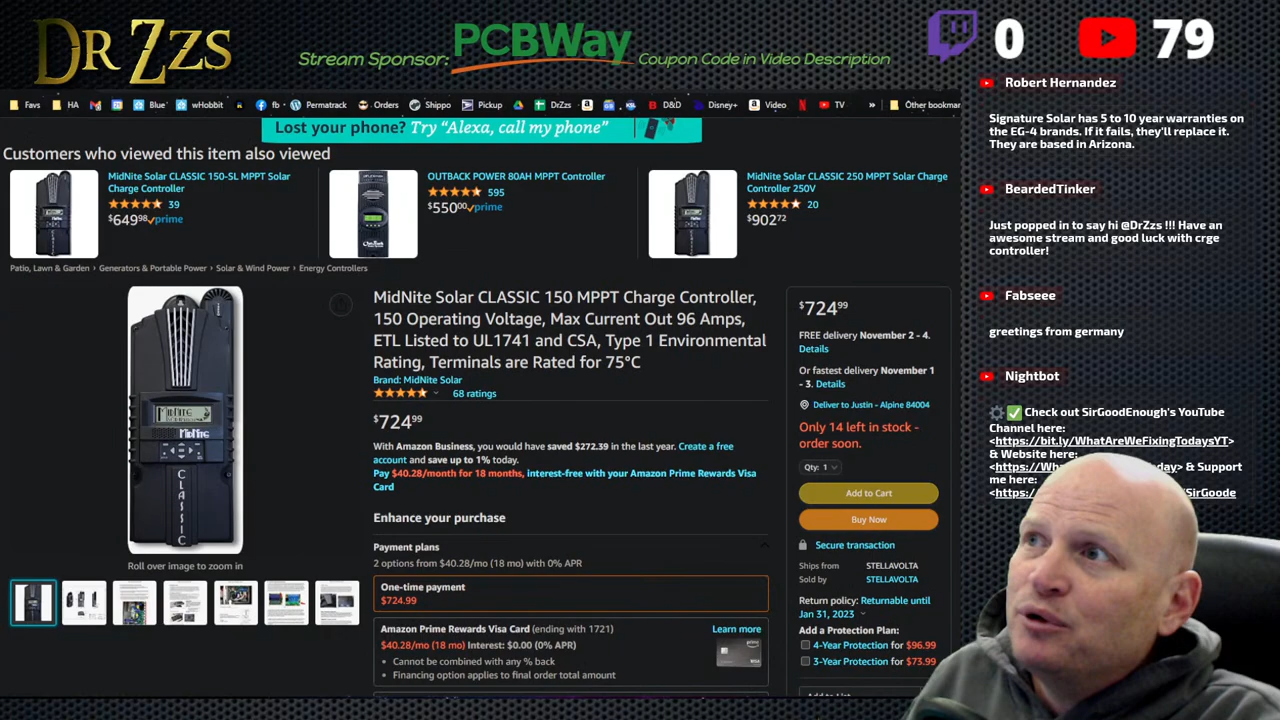 DR ZZS
Stream Sponsor: PCBWay Coupon Code in Video Description
0
79
Favs
HA
Blue
wHobbit
fb
Permatrack
Orders
Shippo
Pickup
DrZzs
D&D
Disney+
Video
TV
»
Other bookmar
Lost your phone? Try “Alexa, call my phone”
Customers who viewed this item also viewed
MidNite Solar CLASSIC 150-SL MPPT Solar
Charge Controller
39
$649⁹⁸ prime
OUTBACK POWER 80AH MPPT Controller
595
$550⁰⁰ prime
MidNite Solar CLASSIC 250 MPPT Solar Charge
Controller 250V
20
$902⁷²
Patio, Lawn & Garden › Generators & Portable Power › Solar & Wind Power › Energy Controllers
MidNite
MidNite
CLASSIC
Roll over image to zoom in
MidNite Solar CLASSIC 150 MPPT Charge Controller,
150 Operating Voltage, Max Current Out 96 Amps,
ETL Listed to UL1741 and CSA, Type 1 Environmental
Rating, Terminals are Rated for 75°C
Brand: MidNite Solar
68 ratings
$724⁹⁹
With Amazon Business, you would have saved $272.39 in the last year. Create a free
account and save up to 1% today.
Pay $40.28/month for 18 months, interest-free with your Amazon Prime Rewards Visa
Card
Enhance your purchase
Payment plans
2 options from $40.28/mo (18 mo) with 0% APR
One-time payment
$724.99
Amazon Prime Rewards Visa Card (ending with 1721)
Learn more
$40.28/mo (18 mo) Interest: $0.00 (0% APR)
• Cannot be combined with any % back
• Financing option applies to final order total amount
$724⁹⁹
FREE delivery November 2 - 4.
Details
Or fastest delivery November 1
- 3. Details
Deliver to Justin - Alpine 84004
Only 14 left in stock -
order soon.
Qty: 1
Add to Cart
Buy Now
Secure transaction
Ships from STELLAVOLTA
Sold by STELLAVOLTA
Return policy: Returnable until
Jan 31, 2023
Add a Protection Plan:
4-Year Protection for $96.99
3-Year Protection for $73.99
Add to List
Robert Hernandez
Signature Solar has 5 to 10 year warranties on
the EG-4 brands. If it fails, they'll replace it.
They are based in Arizona.
BeardedTinker
Just popped in to say hi @DrZzs !!! Have an
awesome stream and good luck with crge
controller!
Fabseee
greetings from germany
Nightbot
⚙️✅ Check out SirGoodEnough's YouTube
Channel here:
<https://bit.ly/WhatAreWeFixingTodaysYT>
& Website here:
& Support
me here: